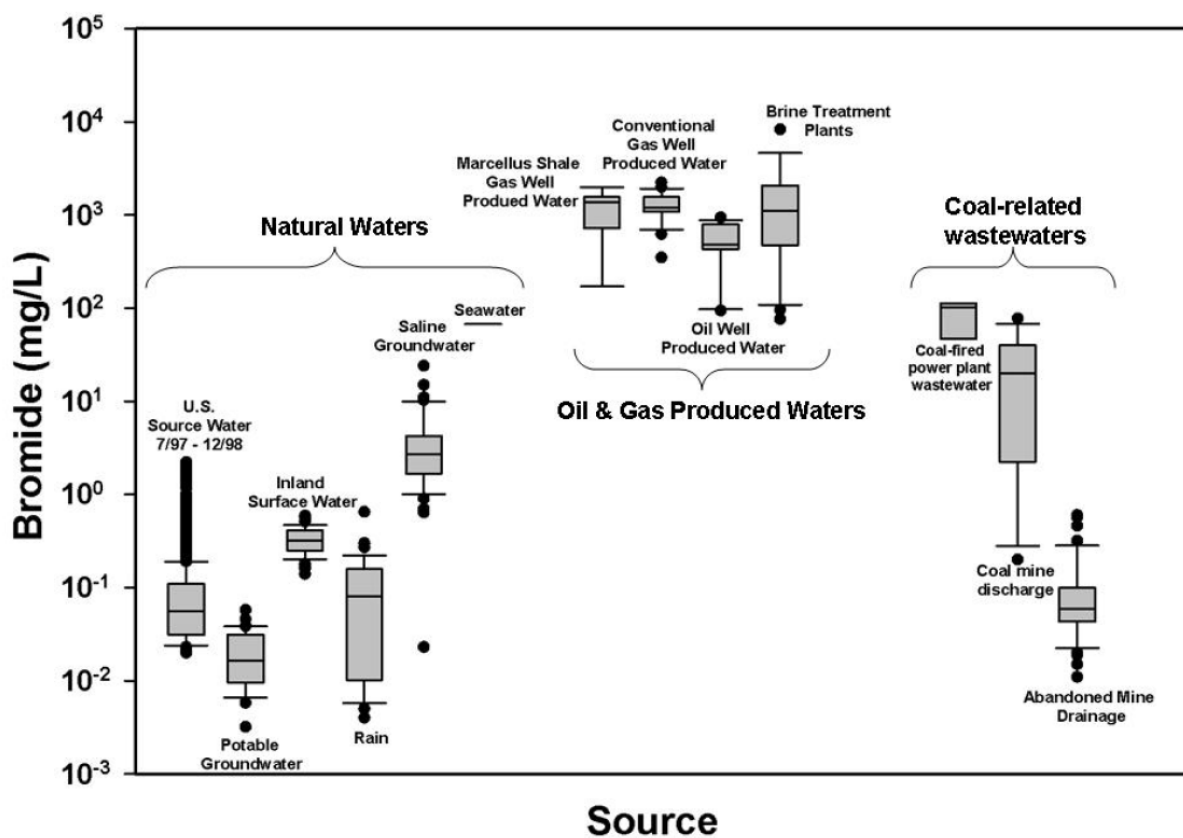 10^5
10^4
10^3
10^2
10^1
10^0
10^-1
10^-2
10^-3
Bromide (mg/L)
Natural Waters
U.S.
Source Water
7/97 - 12/98
Potable
Groundwater
Inland
Surface Water
Rain
Saline
Groundwater
Seawater
Marcellus Shale
Gas Well
Produed Water
Conventional
Gas Well
Produced Water
Oil Well
Produced Water
Brine Treatment
Plants
Oil & Gas Produced Waters
Coal-related
wastewaters
Coal-fired
power plant
wastewater
Coal mine
discharge
Abandoned Mine
Drainage
Source